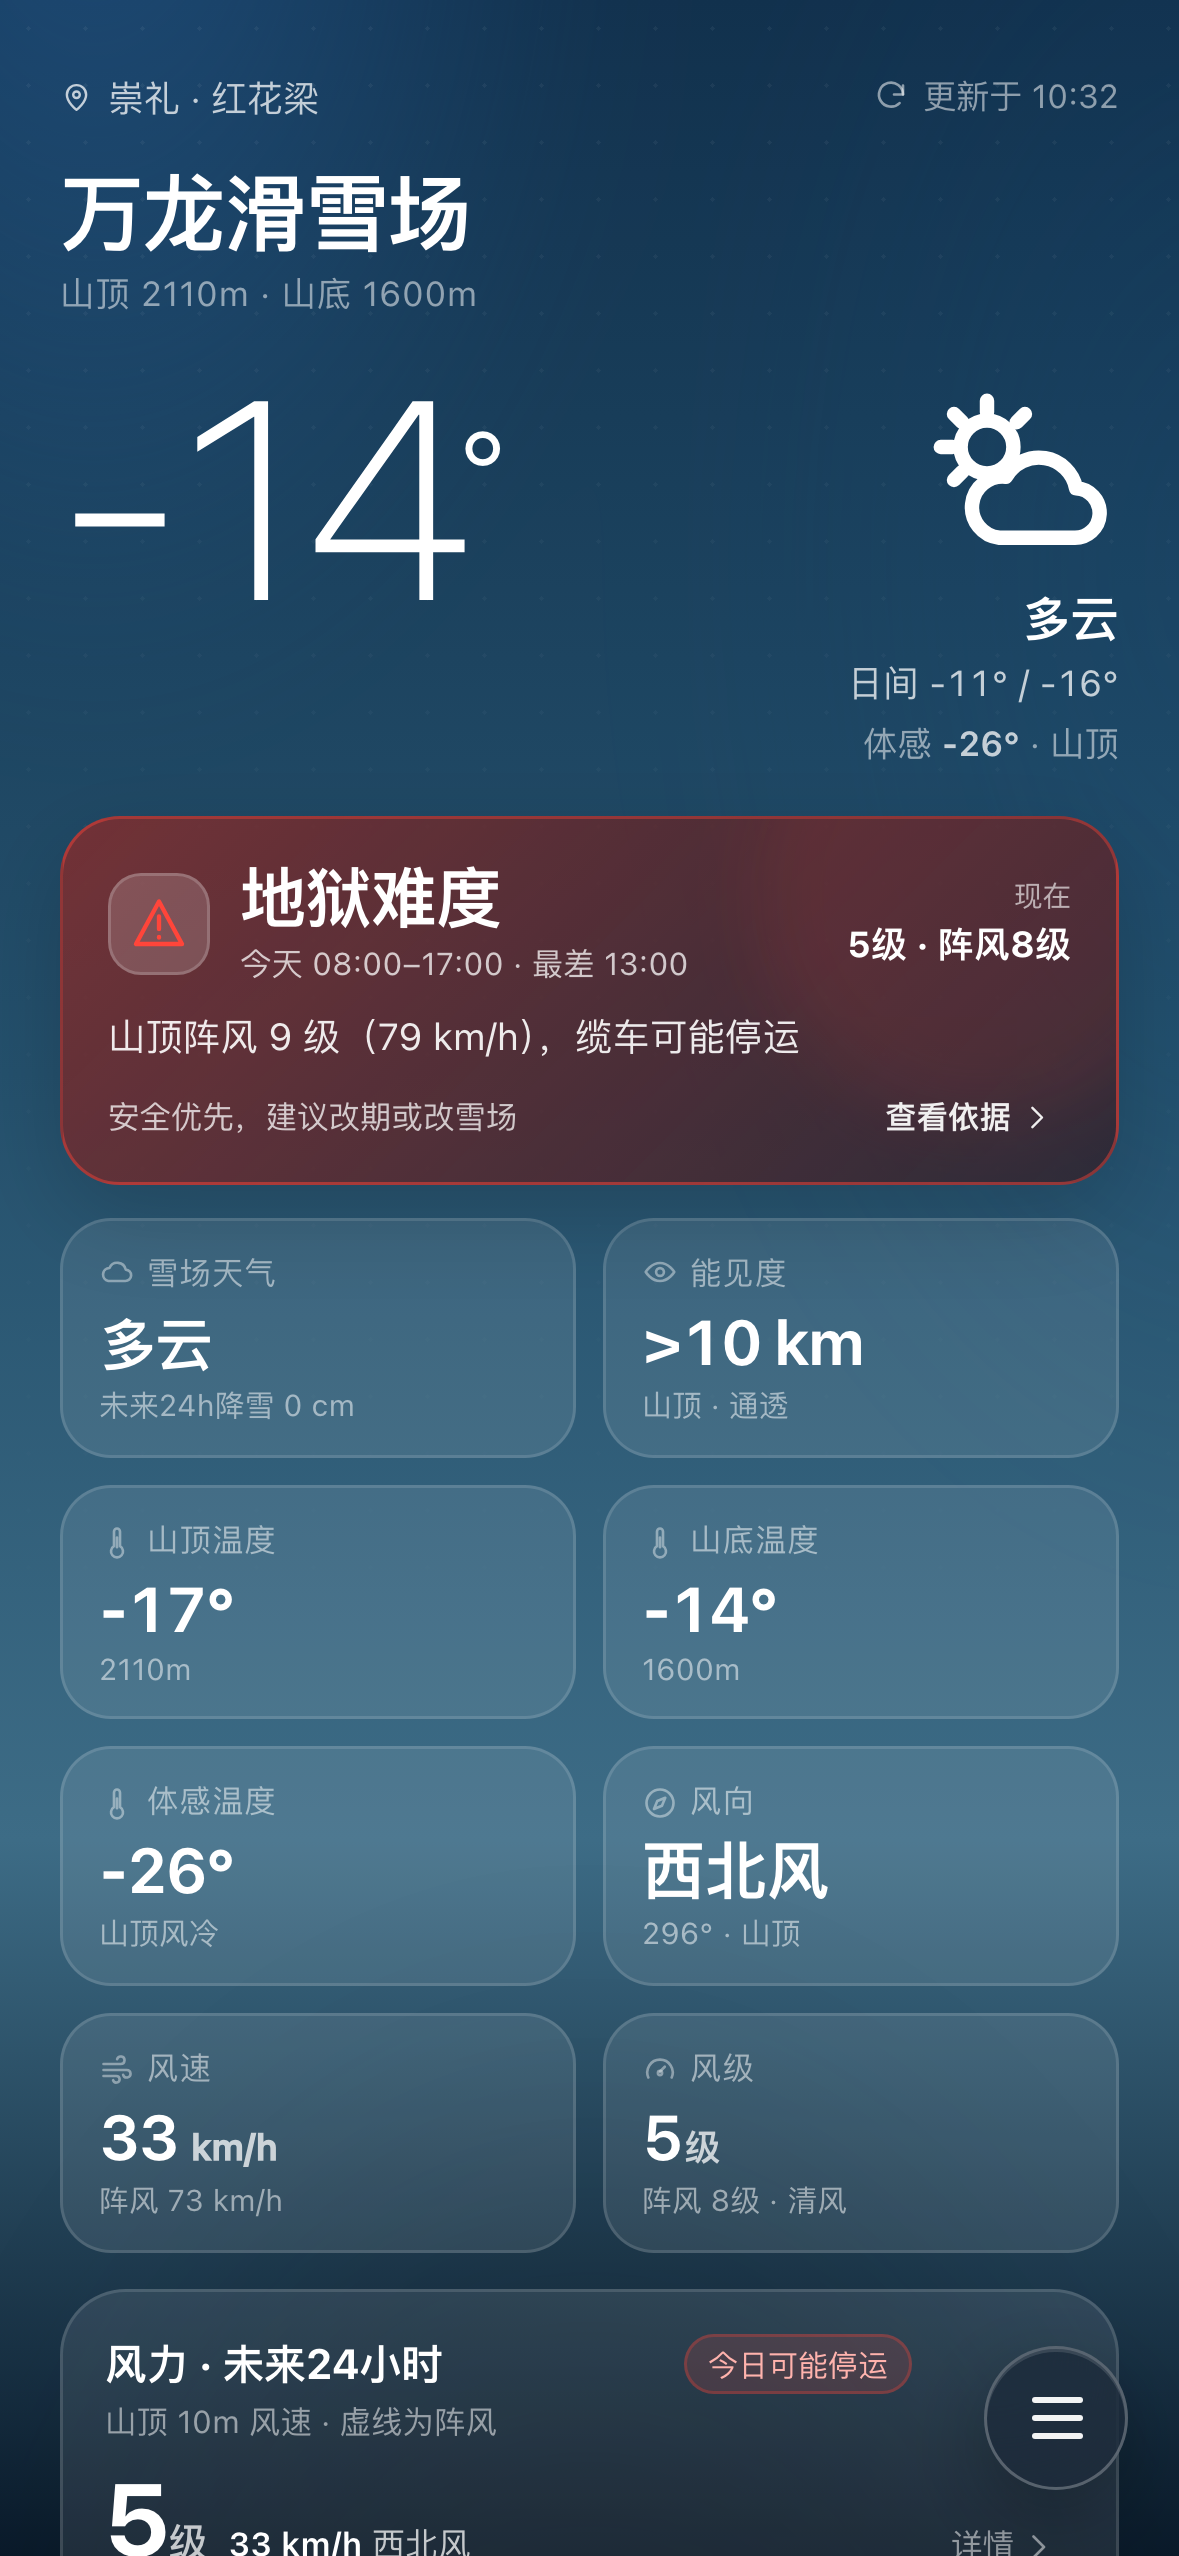 崇礼 · 红花梁
更新于 10:32
万龙滑雪场
山顶 2110m · 山底 1600m
-14°
多云
日间 -11° / -16°
体感 -26° · 山顶
地狱难度
今天 08:00–17:00 · 最差 13:00
现在
5级 · 阵风8级
山顶阵风 9 级（79 km/h），缆车可能停运
安全优先，建议改期或改雪场
查看依据
雪场天气
多云
未来24h降雪 0 cm
能见度
>10 km
山顶 · 通透
山顶温度
-17°
2110m
山底温度
-14°
1600m
体感温度
-26°
山顶风冷
风向
西北风
296° · 山顶
风速
33 km/h
阵风 73 km/h
风级
5级
阵风 8级 · 清风
风力 · 未来24小时
今日可能停运
山顶 10m 风速 · 虚线为阵风
5级 33 km/h 西北风
详情